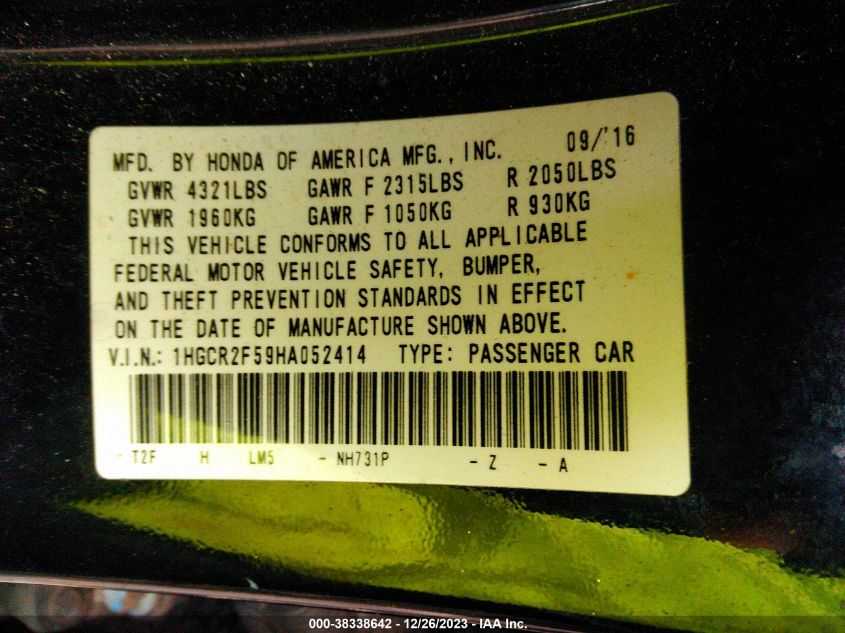 MFD. BY HONDA OF AMERICA MFG., INC. 09/'16
GVWR 4321LBS GAWR F 2315LBS R 2050LBS
GVWR 1960KG GAWR F 1050KG R 930KG
THIS VEHICLE CONFORMS TO ALL APPLICABLE
FEDERAL MOTOR VEHICLE SAFETY, BUMPER,
AND THEFT PREVENTION STANDARDS IN EFFECT
ON THE DATE OF MANUFACTURE SHOWN ABOVE.
V.I.N.: 1HGCR2F59HA052414 TYPE: PASSENGER CAR
- T2F H LM5 - NH731P - Z - A
000-38338642 - 12/26/2023 - IAA Inc.